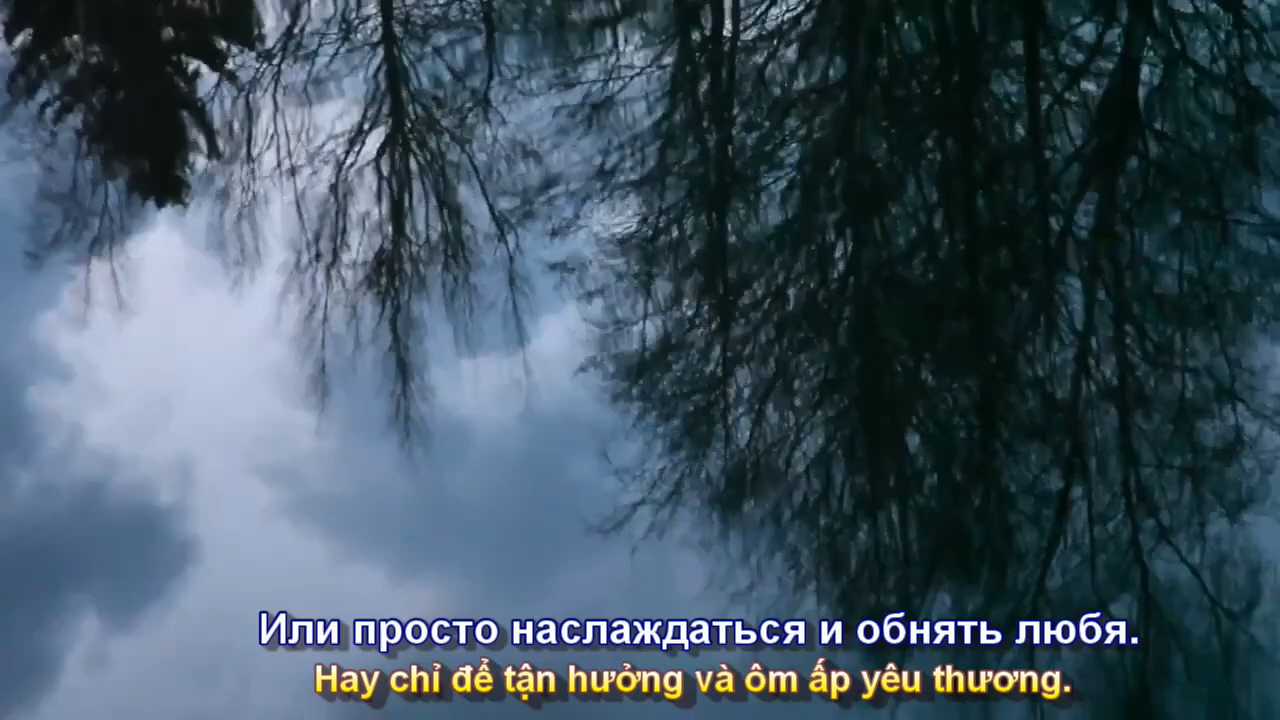 Или просто наслаждаться и обнять любя.
Hay chỉ để tận hưởng và ôm ấp yêu thương.